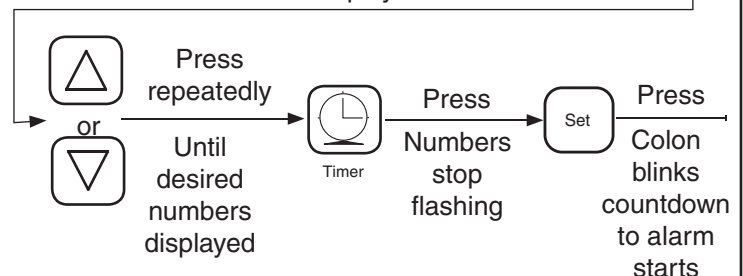 Press
repeatedly
or
Until
desired
numbers
displayed
Timer
Press
Numbers
stop
flashing
Set
Press
Colon
blinks
countdown
to alarm
starts